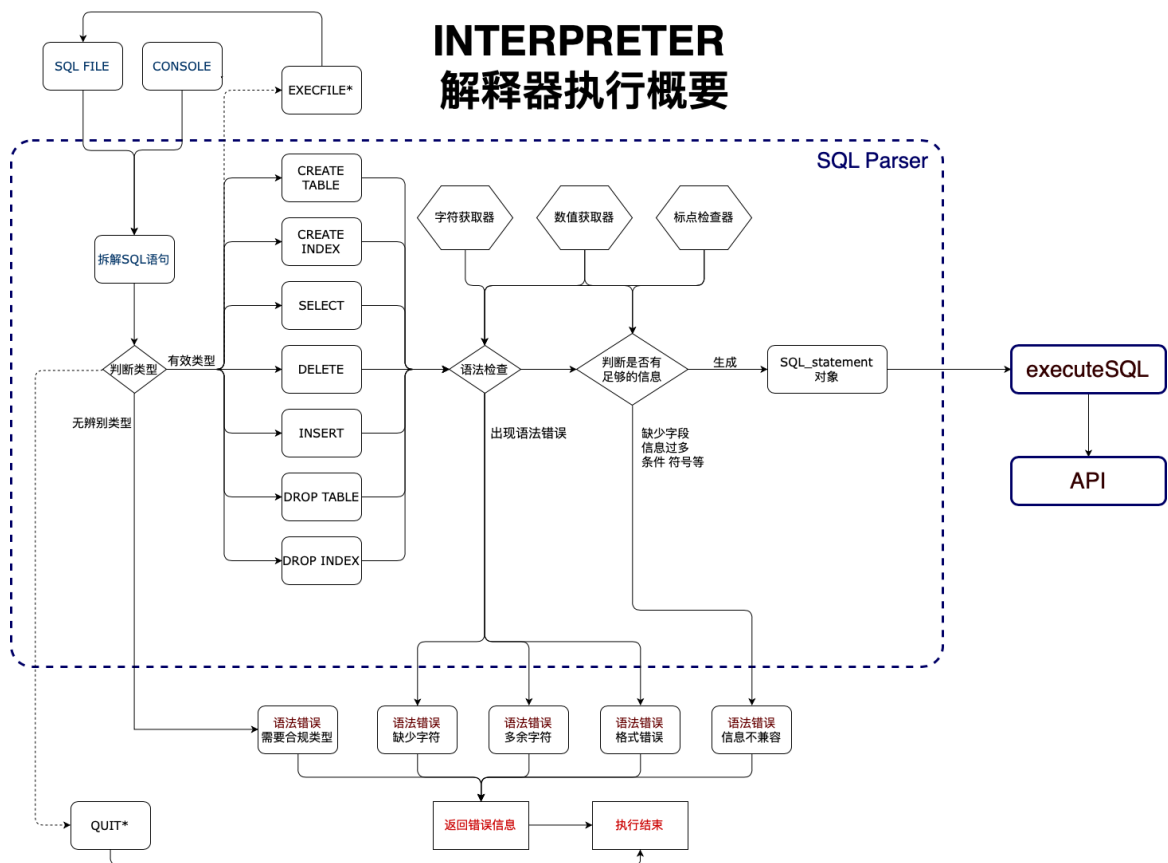 INTERPRETER
解释器执行概要
SQL FILE
CONSOLE
EXECFILE*
SQL Parser
CREATE
TABLE
CREATE
INDEX
SELECT
DELETE
INSERT
DROP TABLE
DROP INDEX
字符获取器
数值获取器
标点检查器
拆解SQL语句
判断类型
有效类型
无辨别类型
语法检查
判断是否有
足够的信息
生成
SQL_statement
对象
executeSQL
API
出现语法错误
缺少字段
信息过多
条件 符号等
语法错误
需要合规类型
语法错误
缺少字符
语法错误
多余字符
语法错误
格式错误
语法错误
信息不兼容
QUIT*
返回错误信息
执行结束